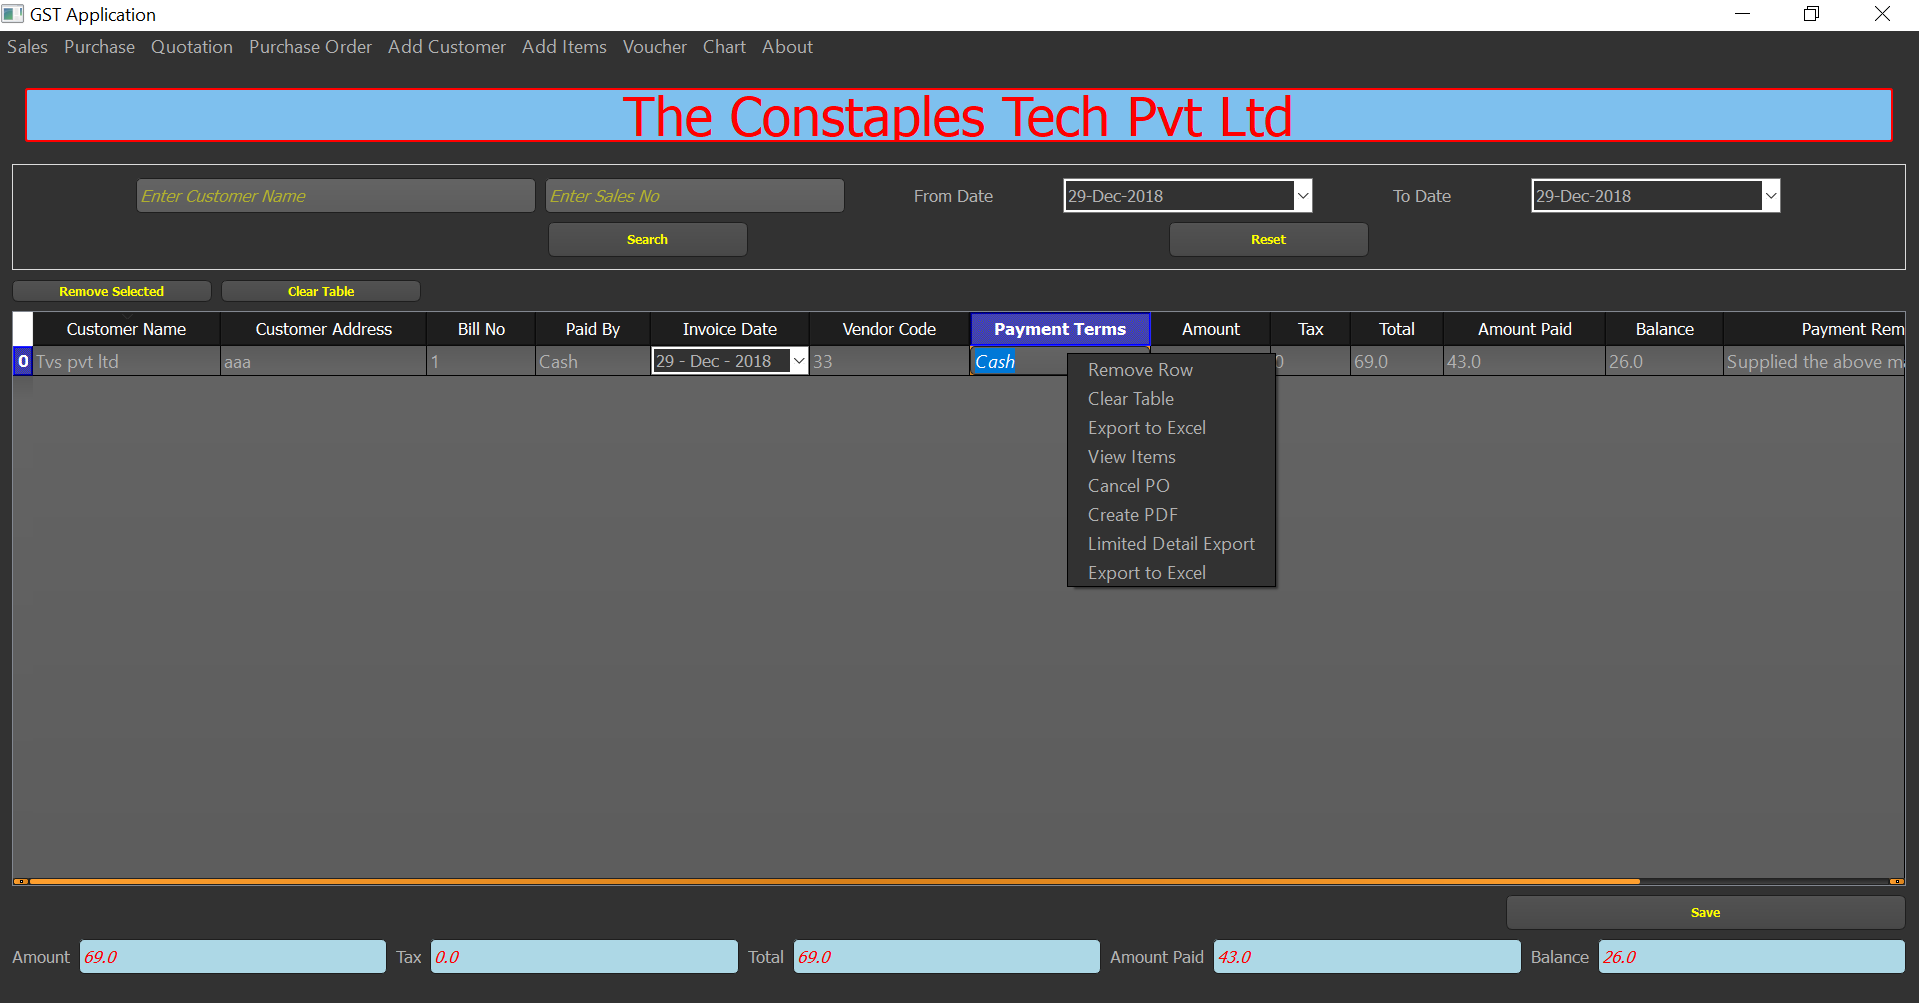 GST Application
Sales Purchase Quotation Purchase Order Add Customer Add Items Voucher Chart About
The Constaples Tech Pvt Ltd
Enter Customer Name Enter Sales No From Date 29-Dec-2018 To Date 29-Dec-2018
Search Reset
Remove Selected Clear Table
Customer Name Customer Address Bill No Paid By Invoice Date Vendor Code Payment Terms Amount Tax Total Amount Paid Balance Payment Rem
0 Tvs pvt ltd aaa 1 Cash 29 - Dec - 2018 33 Cash 0 69.0 43.0 26.0 Supplied the above ma
Remove Row
Clear Table
Export to Excel
View Items
Cancel PO
Create PDF
Limited Detail Export
Export to Excel
Save
Amount 69.0 Tax 0.0 Total 69.0 Amount Paid 43.0 Balance 26.0